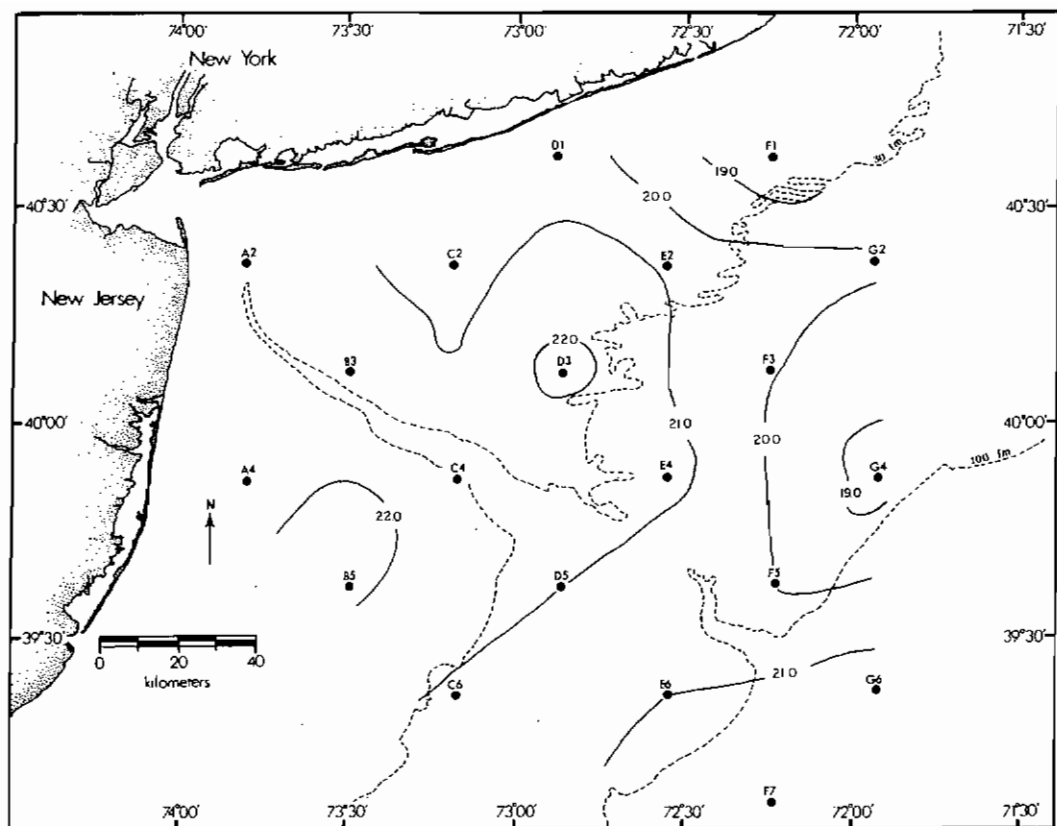 74°00' 73°30' 73°00' 72°30' 72°00' 71°30'
New York
D1 F1
30 fm
190
200
40°30' 40°30'
A2 C2 E2 G2
New Jersey
220
B3 D3 F3
210
40°00' 40°00'
200
100 fm
A4 C4 E4 G4
190
N
220
B5 D5 F5
39°30' 39°30'
0 20 40
kilometers
210
C6 E6 G6
F7
74°00' 73°30' 73°00' 72°30' 72°00' 71°30'